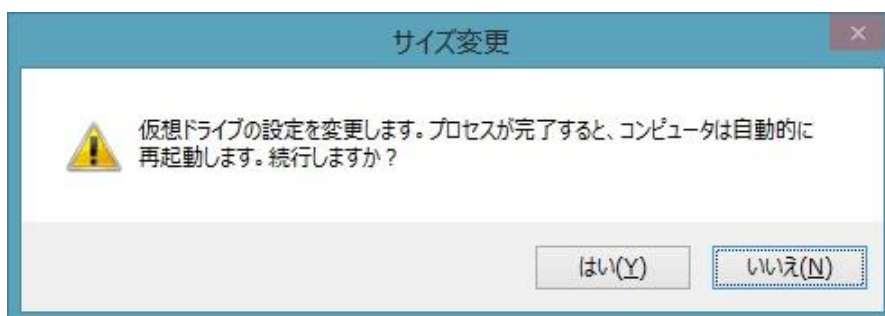 サイズ変更
仮想ドライブの設定を変更します。プロセスが完了すると、コンピュータは自動的に
再起動します。続行しますか？
はい(Y)
いいえ(N)